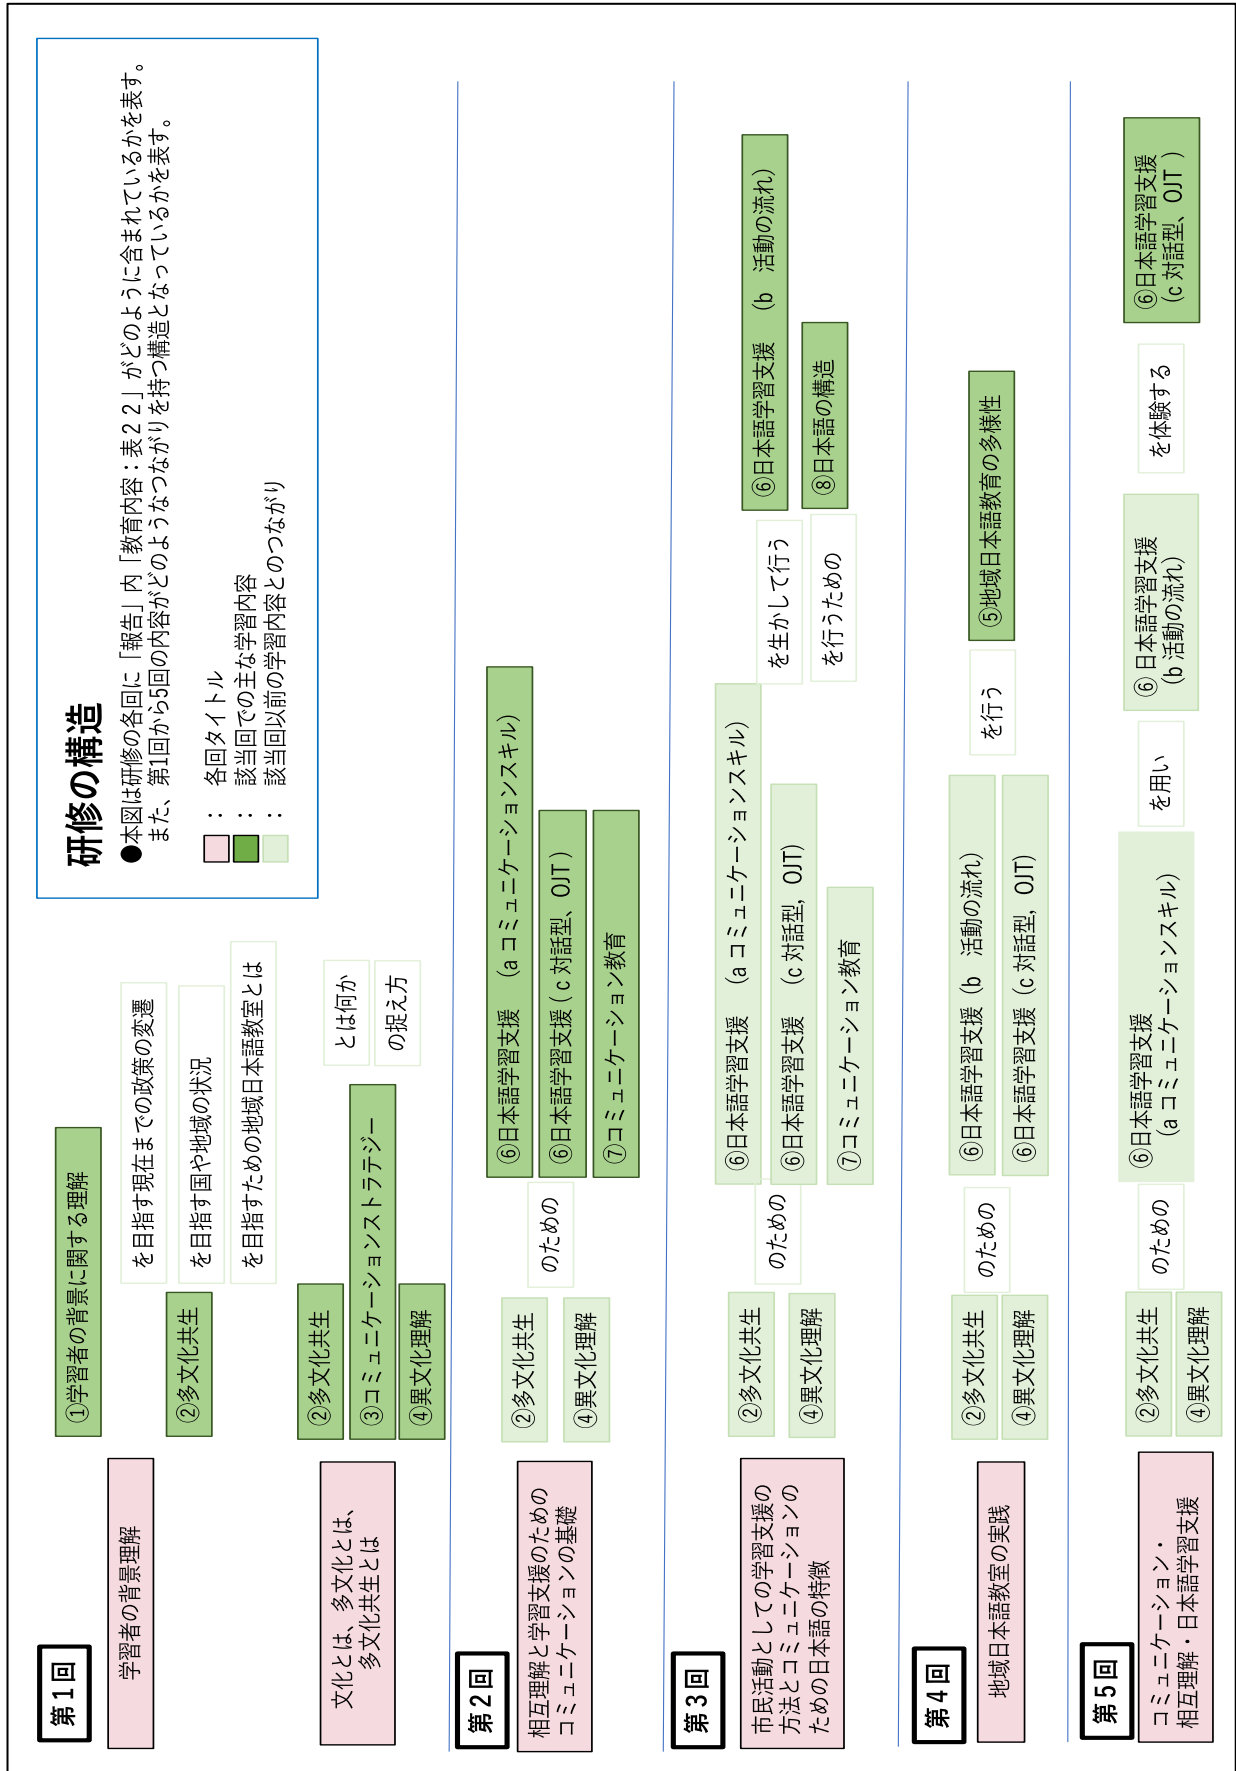 研修の構造
●本図は研修の各回に「報告」内「教育内容：表２２」がどのように含まれているかを表す。
また、第1回から5回の内容がどのようなつながりを持つ構造となっているかを表す。
： 各回タイトル
： 該当回での主な学習内容
： 該当回以前の学習内容とのつながり
第1回
学習者の背景理解
①学習者の背景に関する理解
②多文化共生
を目指す現在までの政策の変遷
を目指す国や地域の状況
を目指すための地域日本語教室とは
文化とは、多文化とは、
多文化共生とは
②多文化共生
③コミュニケーションストラテジー
④異文化理解
とは何か
の捉え方
第2回
相互理解と学習支援のための
コミュニケーションの基礎
②多文化共生
④異文化理解
のための
⑥日本語学習支援　（a コミュニケーションスキル）
⑥日本語学習支援（c 対話型、OJT）
⑦コミュニケーション教育
第3回
市民活動としての学習支援の
方法とコミュニケーションの
ための日本語の特徴
②多文化共生
④異文化理解
のための
⑥日本語学習支援　（a コミュニケーションスキル）
⑥日本語学習支援　（c 対話型，OJT）
⑦コミュニケーション教育
を生かして行う
を行うための
⑥日本語学習支援　（b　活動の流れ）
⑧日本語の構造
第4回
地域日本語教室の実践
②多文化共生
④異文化理解
のための
⑥日本語学習支援（b　活動の流れ）
⑥日本語学習支援（c 対話型，OJT）
を行う
⑤地域日本語教育の多様性
第5回
コミュニケーション・
相互理解・日本語学習支援
②多文化共生
④異文化理解
のための
⑥日本語学習支援
（a コミュニケーションスキル）
を用い
⑥ 日本語学習支援
（b 活動の流れ）
を体験する
⑥日本語学習支援
（c 対話型、OJT ）